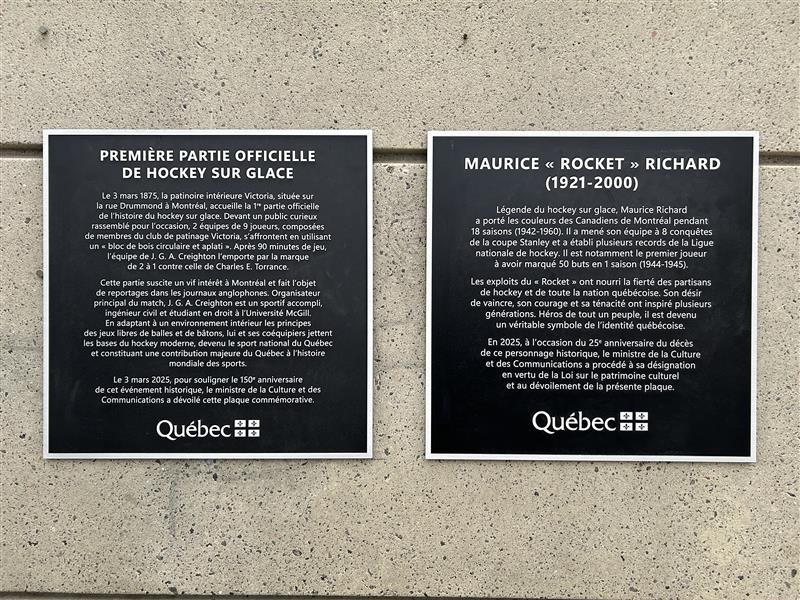 PREMIÈRE PARTIE OFFICIELLE
DE HOCKEY SUR GLACE
Le 3 mars 1875, la patinoire intérieure Victoria, située sur
la rue Drummond à Montréal, accueille la 1re partie officielle
de l'histoire du hockey sur glace. Devant un public curieux
rassemblé pour l'occasion, 2 équipes de 9 joueurs, composées
de membres du club de patinage Victoria, s'affrontent en utilisant
un « bloc de bois circulaire et aplati ». Après 90 minutes de jeu,
l'équipe de J. G. A. Creighton l'emporte par la marque
de 2 à 1 contre celle de Charles E. Torrance.
Cette partie suscite un vif intérêt à Montréal et fait l'objet
de reportages dans les journaux anglophones. Organisateur
principal du match, J. G. A. Creighton est un sportif accompli,
ingénieur civil et étudiant en droit à l'Université McGill.
En adaptant à un environnement intérieur les principes
des jeux libres de balles et de bâtons, lui et ses coéquipiers jettent
les bases du hockey moderne, devenu le sport national du Québec
et constituant une contribution majeure du Québec à l'histoire
mondiale des sports.
Le 3 mars 2025, pour souligner le 150e anniversaire
de cet événement historique, le ministre de la Culture et des
Communications a dévoilé cette plaque commémorative.
Québec
MAURICE « ROCKET » RICHARD
(1921-2000)
Légende du hockey sur glace, Maurice Richard
a porté les couleurs des Canadiens de Montréal pendant
18 saisons (1942-1960). Il a mené son équipe à 8 conquêtes
de la coupe Stanley et a établi plusieurs records de la Ligue
nationale de hockey. Il est notamment le premier joueur
à avoir marqué 50 buts en 1 saison (1944-1945).
Les exploits du « Rocket » ont nourri la fierté des partisans
de hockey et de toute la nation québécoise. Son désir
de vaincre, son courage et sa ténacité ont inspiré plusieurs
générations. Héros de tout un peuple, il est devenu
un véritable symbole de l'identité québécoise.
En 2025, à l'occasion du 25e anniversaire du décès
de ce personnage historique, le ministre de la Culture
et des Communications a procédé à sa désignation
en vertu de la Loi sur le patrimoine culturel
et au dévoilement de la présente plaque.
Québec